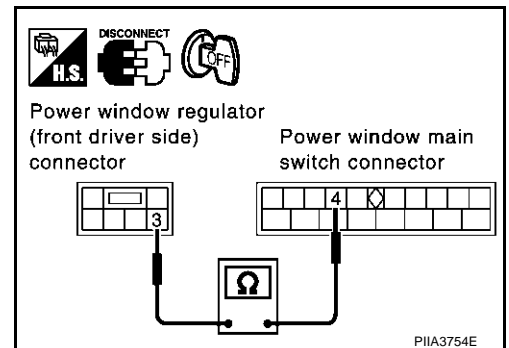 DISCONNECT
H.S.
OFF
Power window regulator
(front driver side)
connector
Power window main
switch connector
3
4
Ω
PIIA3754E